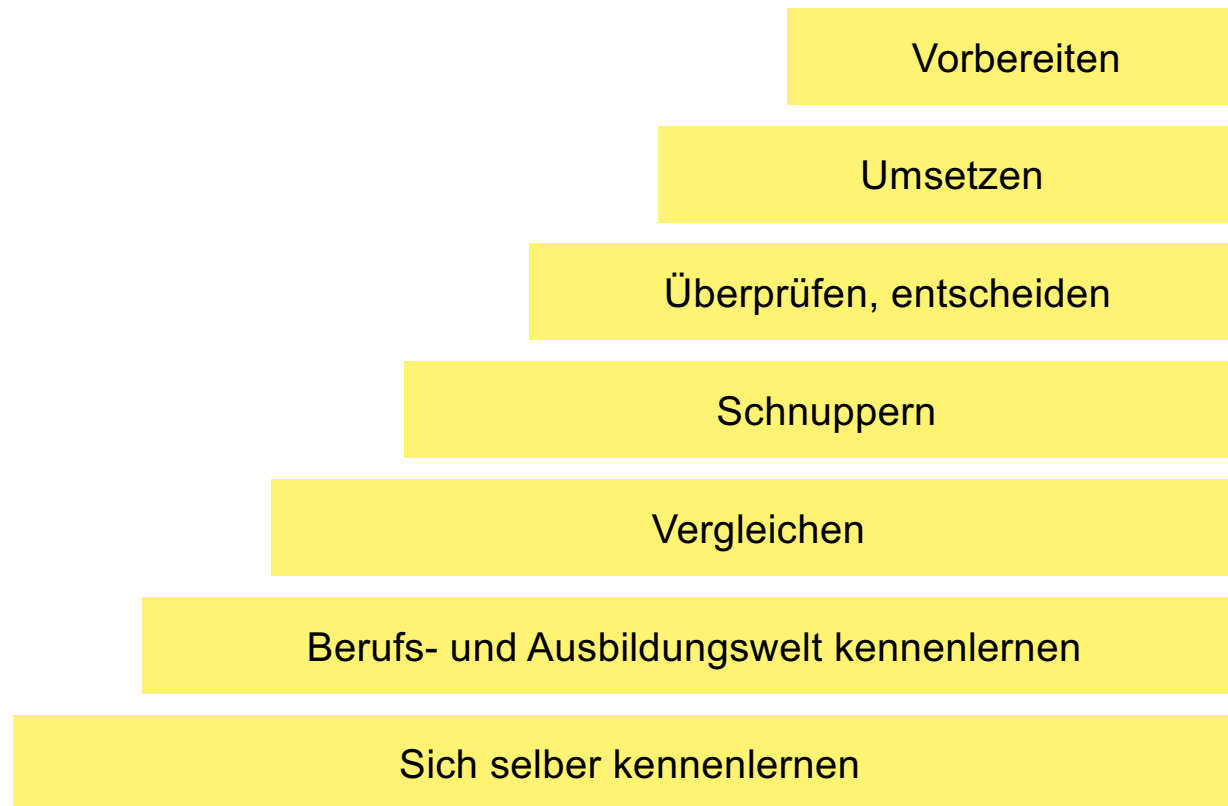 Vorbereiten
Umsetzen
Überprüfen, entscheiden
Schnuppern
Vergleichen
Berufs- und Ausbildungswelt kennenlernen
Sich selber kennenlernen